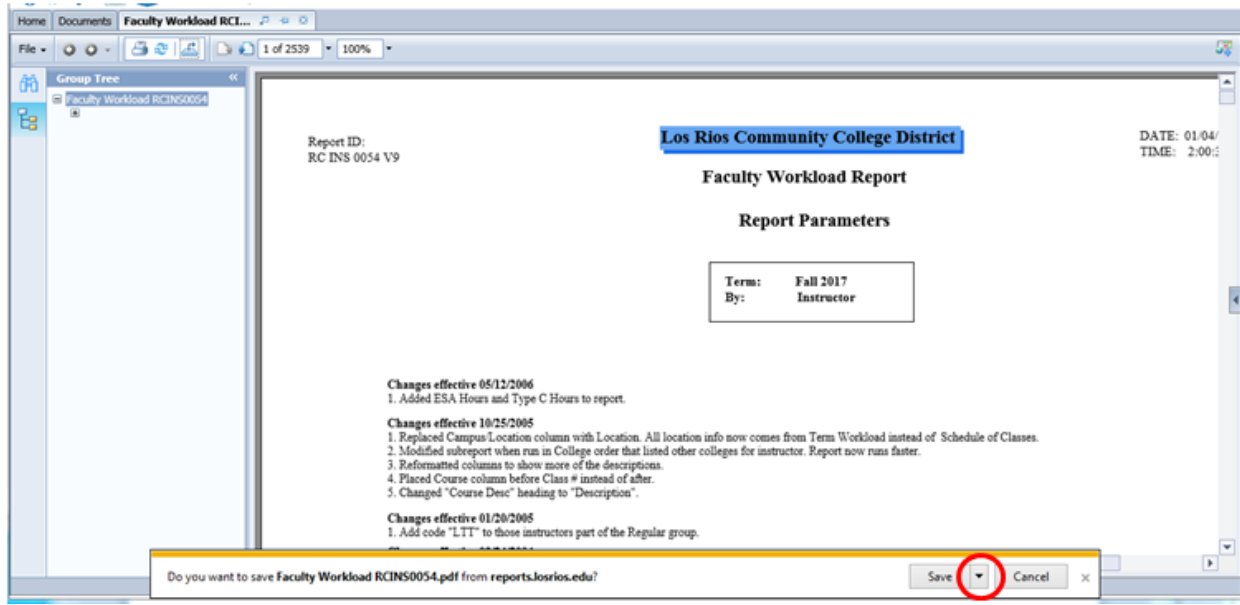 Home Documents Faculty Workload RCI...
File 1 of 2539 100%
Group Tree
Faculty Workload RCINS0054
Report ID:
RC INS 0054 V9
Los Rios Community College District
DATE: 01/04/
TIME: 2:00:
Faculty Workload Report
Report Parameters
Term: Fall 2017
By: Instructor
Changes effective 05/12/2006
1. Added ESA Hours and Type C Hours to report.
Changes effective 10/25/2005
1. Replaced Campus/Location column with Location. All location info now comes from Term Workload instead of Schedule of Classes.
2. Modified subreport when run in College order that listed other colleges for instructor. Report now runs faster.
3. Reformatted columns to show more of the descriptions.
4. Placed Course column before Class # instead of after.
5. Changed "Course Desc" heading to "Description".
Changes effective 01/20/2005
1. Add code "LTT" to those instructors part of the Regular group.
Do you want to save Faculty Workload RCINS0054.pdf from reports.losrios.edu?
Save Cancel